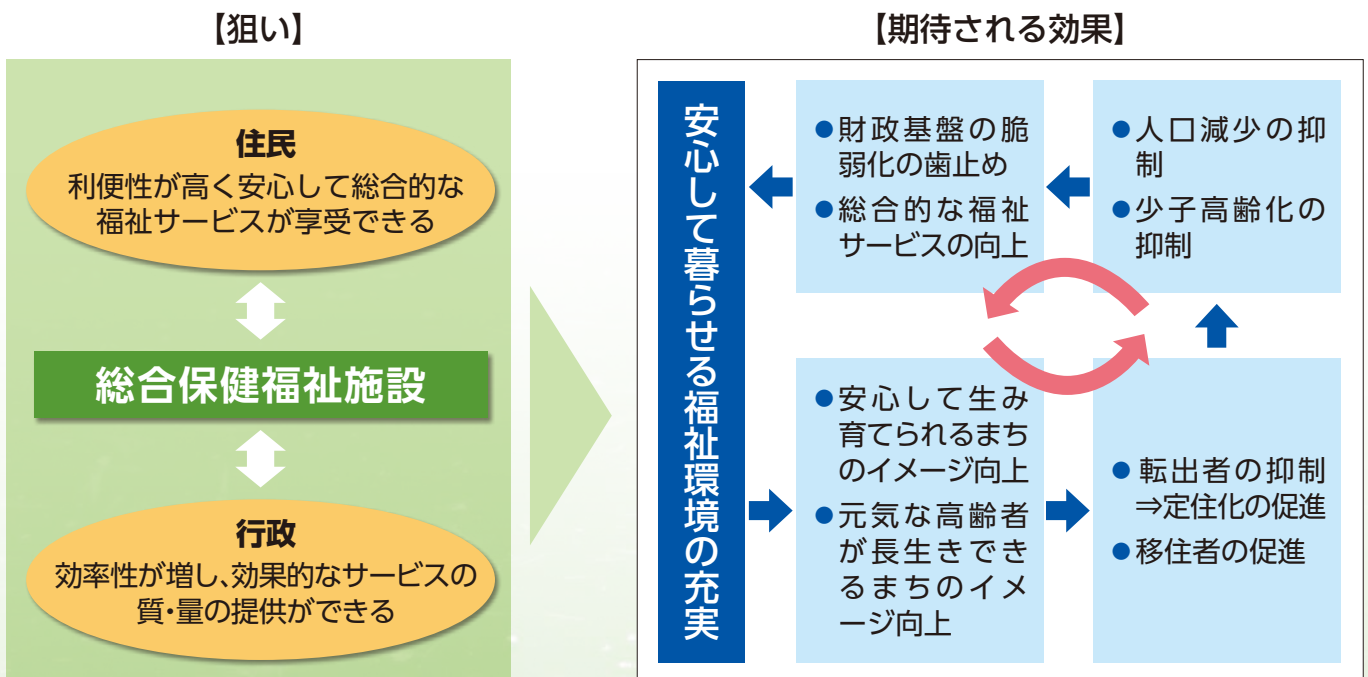 【狙い】
住民
利便性が高く安心して総合的な
福祉サービスが享受できる
総合保健福祉施設
行政
効率性が増し、効果的なサービスの
質・量の提供ができる
【期待される効果】
安心して暮らせる福祉環境の充実
●財政基盤の脆
弱化の歯止め
●総合的な福祉
サービスの向上
●人口減少の抑
制
●少子高齢化の
抑制
●安心して生み
育てられるまち
のイメージ向上
●元気な高齢者
が長生きでき
るまちのイメ
ージ向上
●転出者の抑制
⇒定住化の促進
●移住者の促進